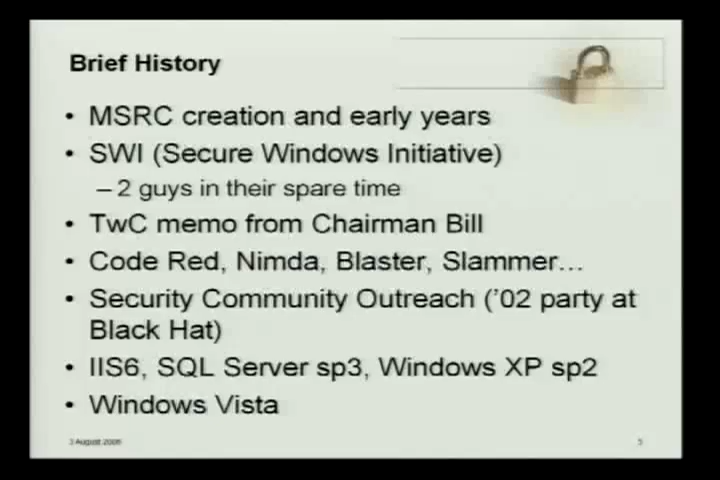 Brief History
• MSRC creation and early years
• SWI (Secure Windows Initiative)
– 2 guys in their spare time
• TwC memo from Chairman Bill
• Code Red, Nimda, Blaster, Slammer...
• Security Community Outreach ('02 party at
Black Hat)
• IIS6, SQL Server sp3, Windows XP sp2
• Windows Vista
3 August 2006